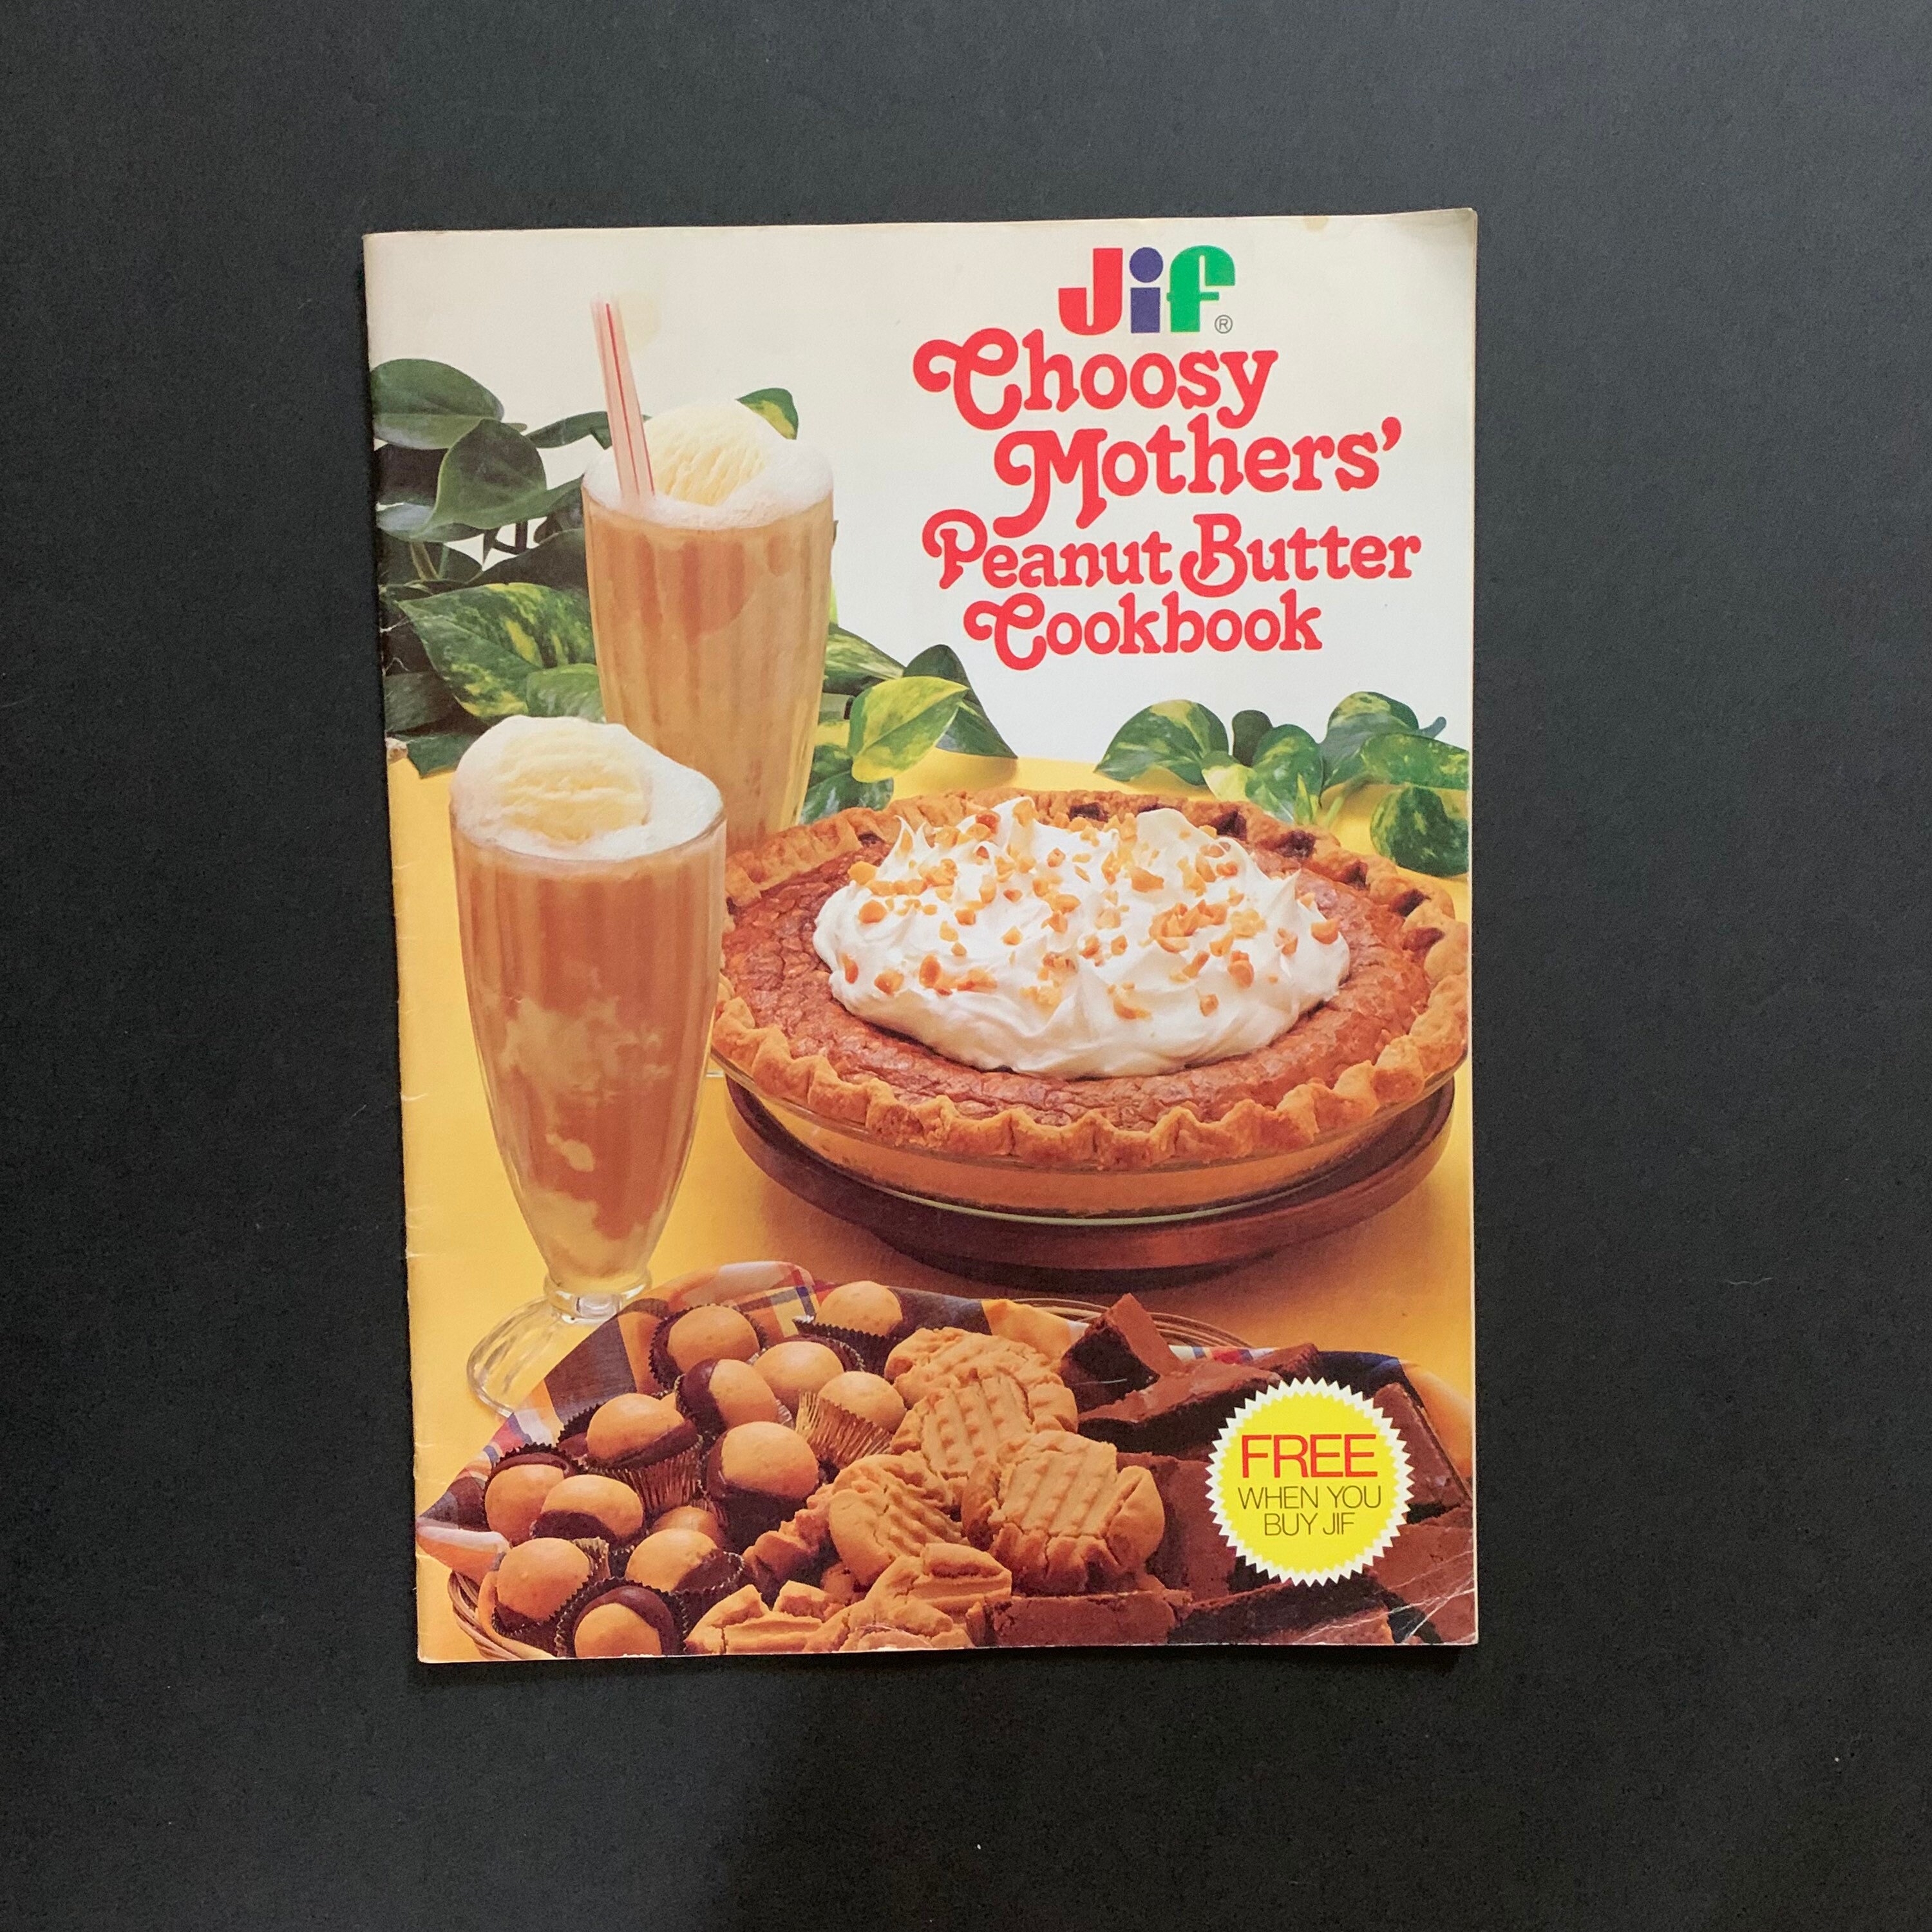 Jif®
Choosy
Mothers’
Peanut Butter
Cookbook
FREE
WHEN YOU
BUY JIF